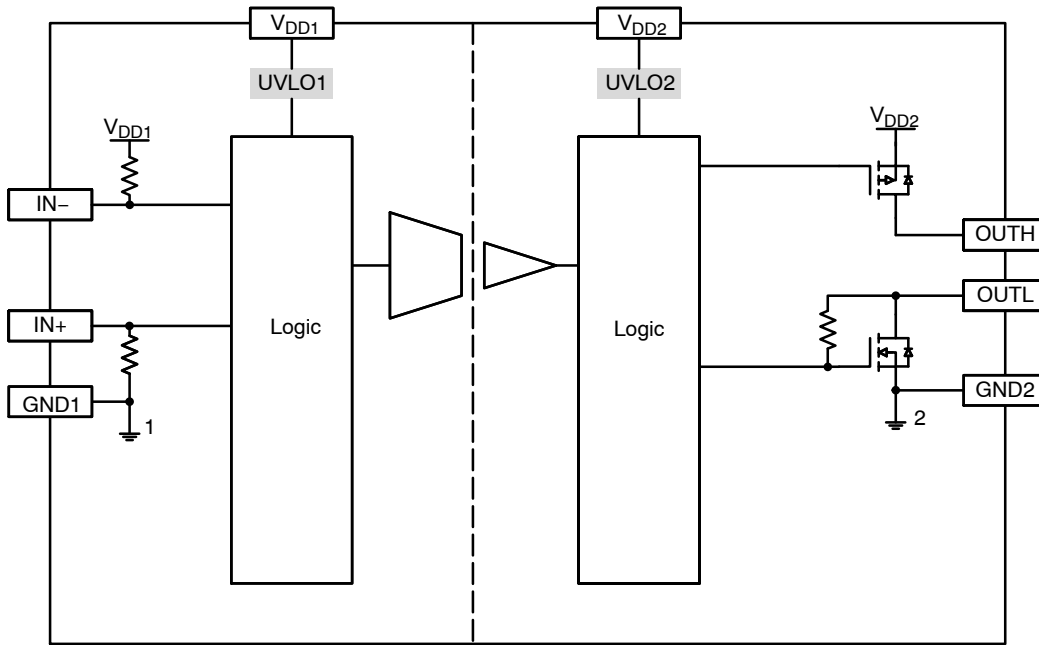 VDD1
VDD2
UVLO1
UVLO2
VDD1
VDD2
IN−
OUTH
OUTL
IN+
Logic
Logic
GND1
GND2
1
2